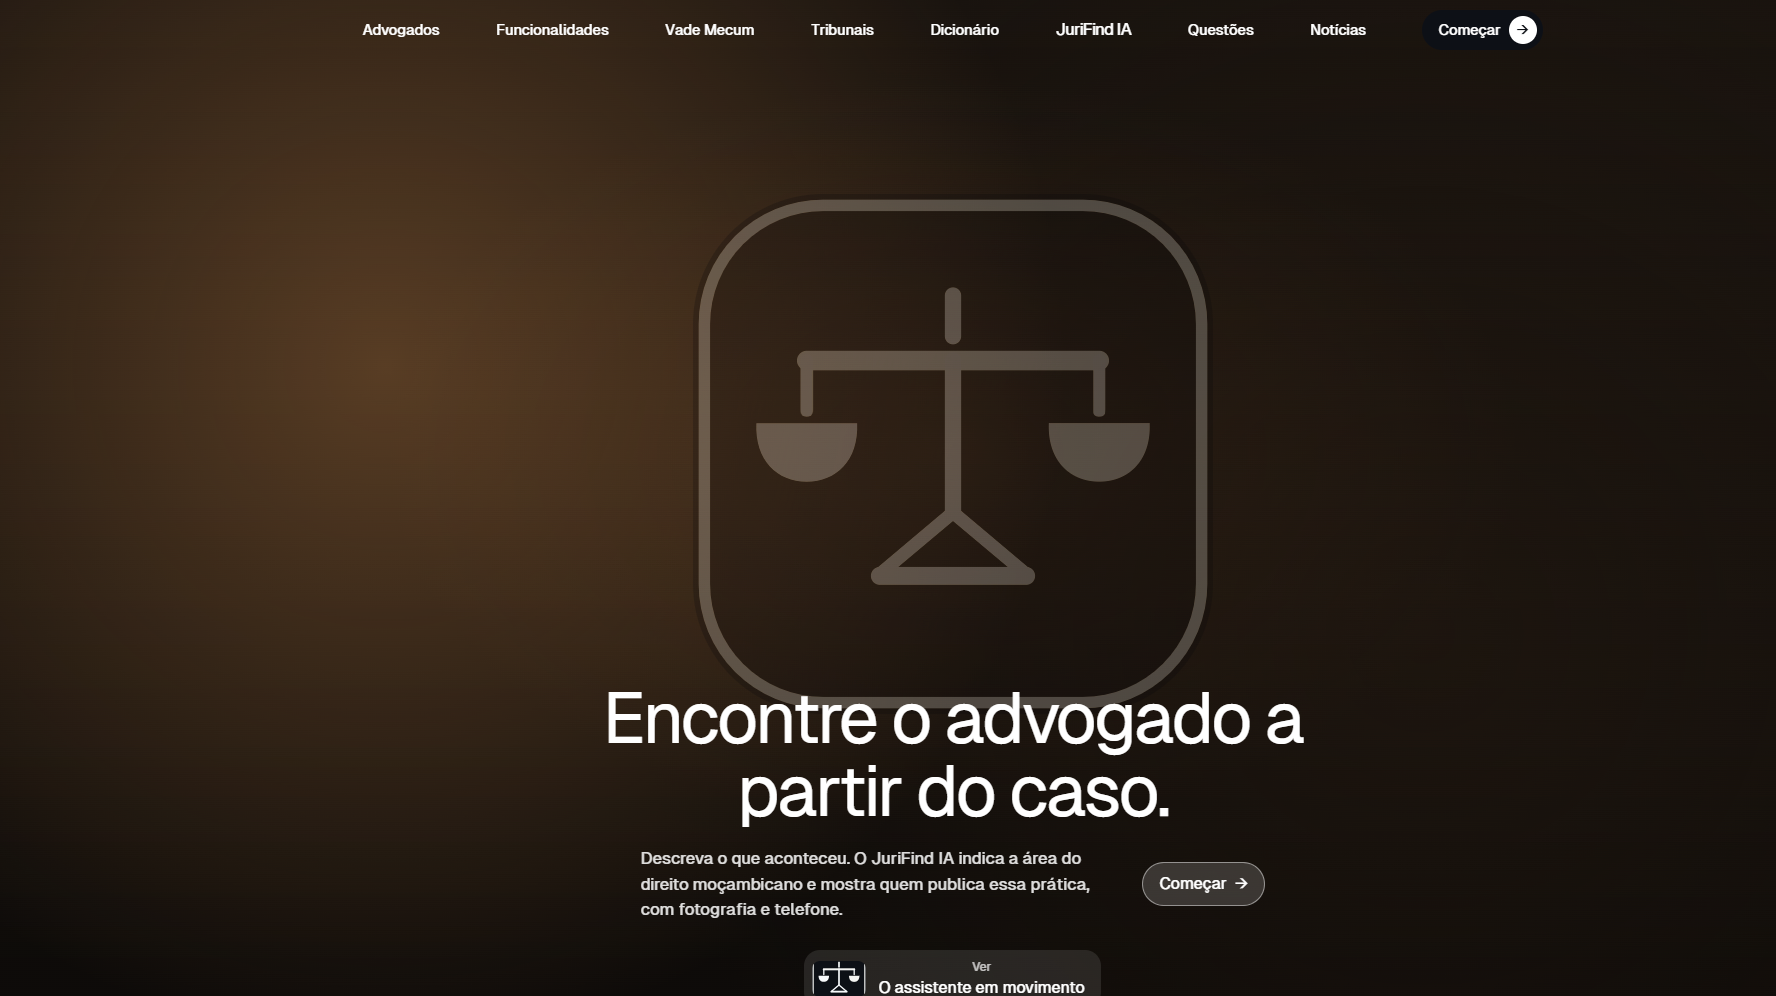 Advogados
Funcionalidades
Vade Mecum
Tribunais
Dicionário
JuriFind IA
Questões
Notícias
Começar
Encontre o advogado a
partir do caso.
Descreva o que aconteceu. O JuriFind IA indica a área do
direito moçambicano e mostra quem publica essa prática,
com fotografia e telefone.
Começar
Ver
O assistente em movimento